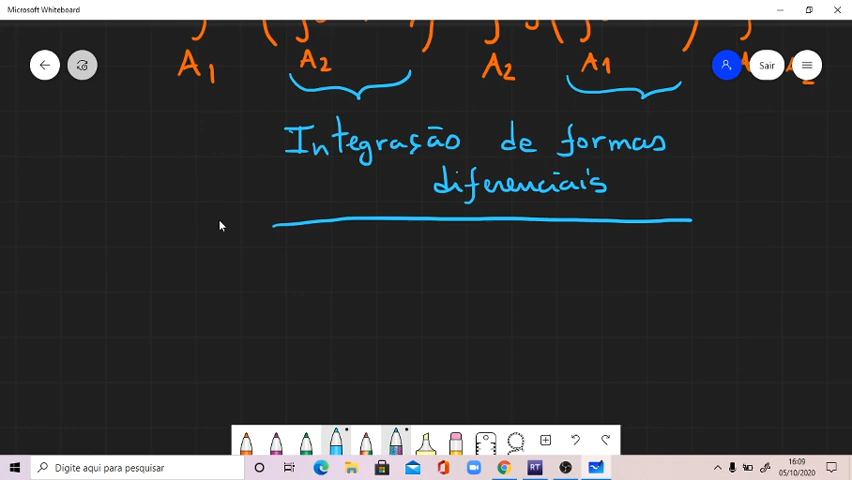 Microsoft Whiteboard
Sair
A1
A2
A2
A1
Integração de formas
diferenciais
RT
Digite aqui para pesquisar
16:09
05/10/2020